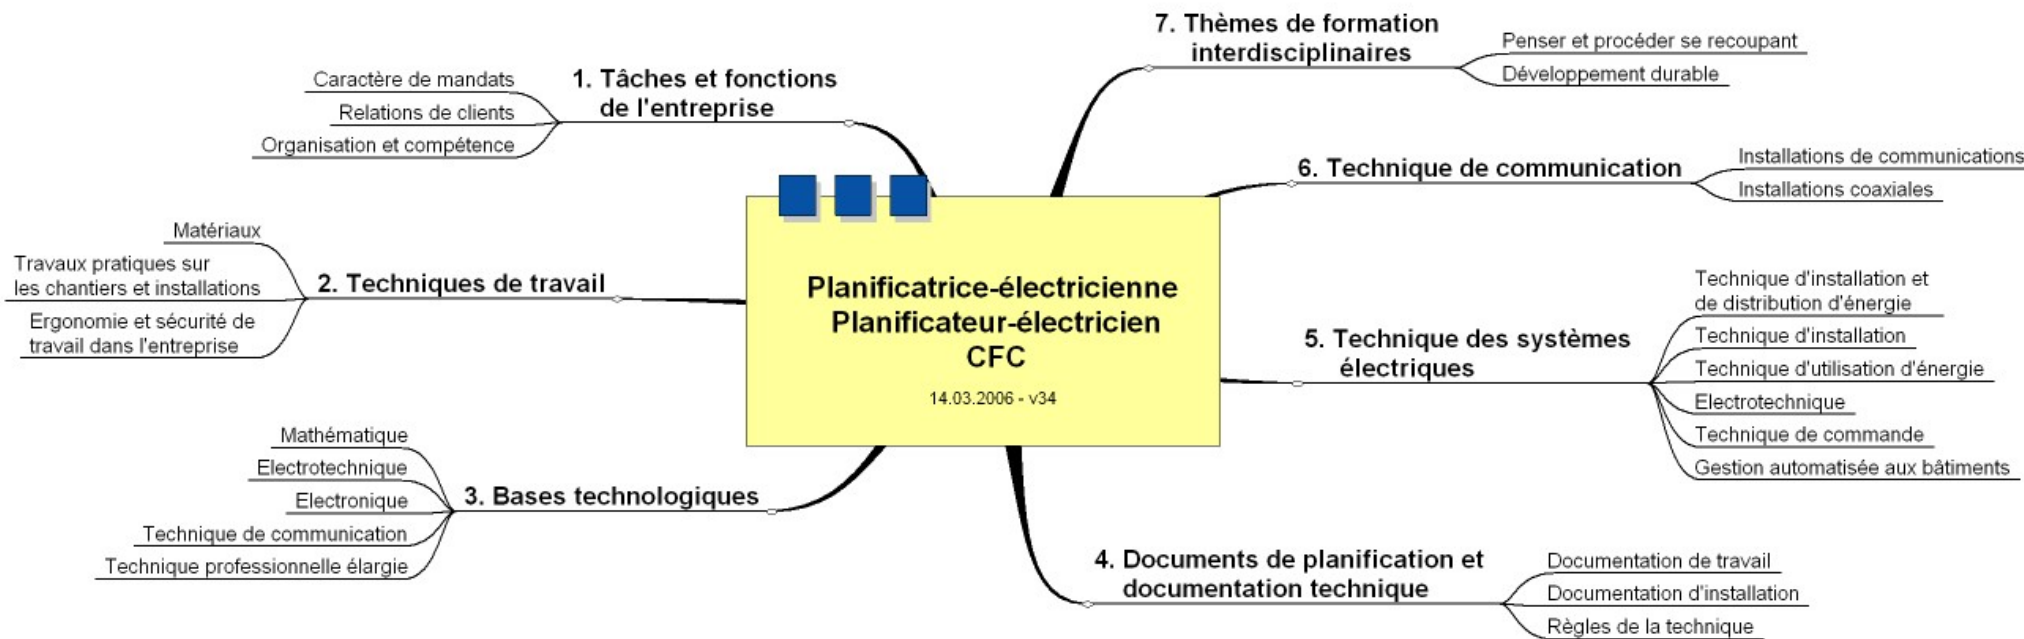 Planificatrice-électricienne
Planificateur-électricien
CFC
14.03.2006 - v34
1. Tâches et fonctions
de l'entreprise
Caractère de mandats
Relations de clients
Organisation et compétence
2. Techniques de travail
Matériaux
Travaux pratiques sur
les chantiers et installations
Ergonomie et sécurité de
travail dans l'entreprise
3. Bases technologiques
Mathématique
Electrotechnique
Electronique
Technique de communication
Technique professionnelle élargie
4. Documents de planification et
documentation technique
Documentation de travail
Documentation d'installation
Règles de la technique
5. Technique des systèmes
électriques
Technique d'installation et
de distribution d'énergie
Technique d'installation
Technique d'utilisation d'énergie
Electrotechnique
Technique de commande
Gestion automatisée aux bâtiments
6. Technique de communication
Installations de communications
Installations coaxiales
7. Thèmes de formation
interdisciplinaires
Penser et procéder se recoupant
Développement durable